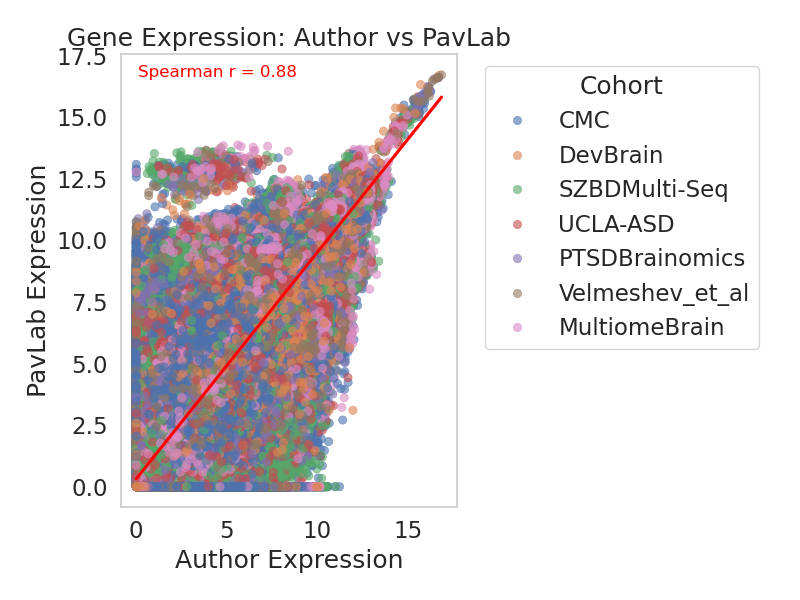 Gene Expression: Author vs PavLab
Spearman r = 0.88
17.5
15.0
12.5
10.0
7.5
5.0
2.5
0.0
PavLab Expression
0
5
10
15
Author Expression
Cohort
CMC
DevBrain
SZBDMulti-Seq
UCLA-ASD
PTSDBrainomics
Velmeshev_et_al
MultiomeBrain